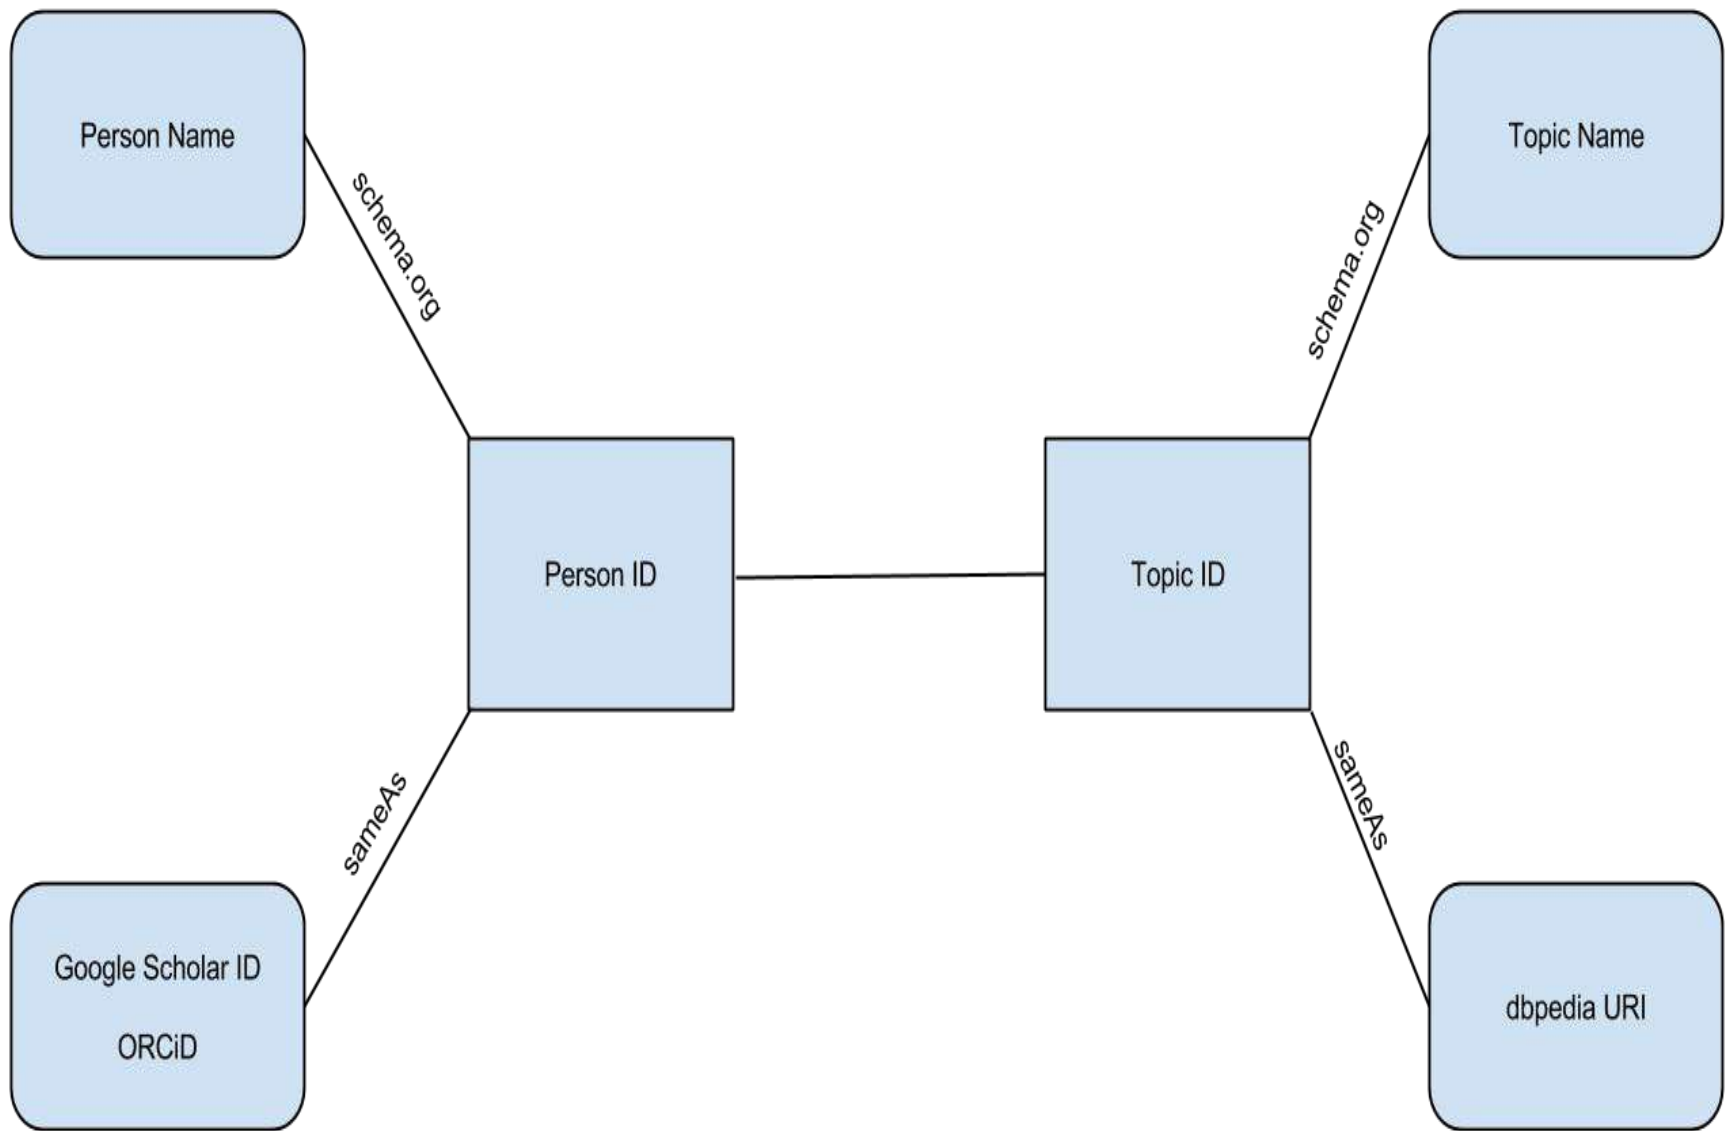 Person Name
Topic Name
schema.org
schema.org
Person ID
Topic ID
sameAs
sameAs
Google Scholar ID
ORCiD
dbpedia URI